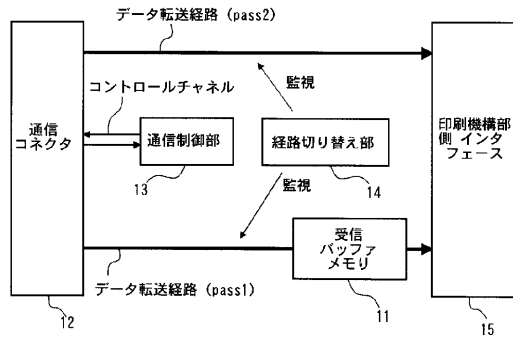 データ転送経路 (pass2)
監視
コントロールチャネル
通信
コネクタ
通信制御部
経路切り替え部
印刷機構部
側 インタ
フェース
13
14
監視
受信
バッファ
メモリ
データ転送経路 (pass1)
11
12
15